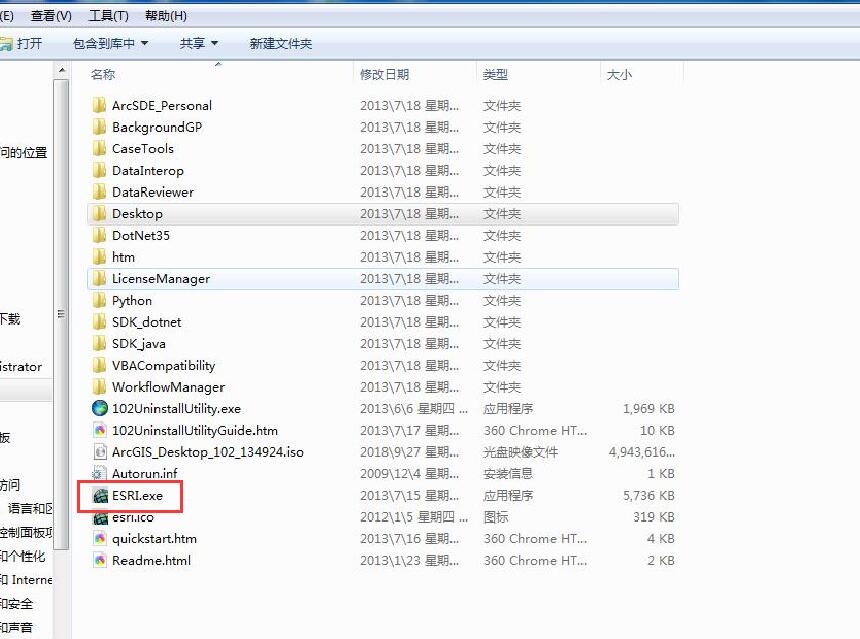 (E) 查看(V) 工具(T) 帮助(H)
打开 包含到库中 共享 新建文件夹
名称 修改日期 类型 大小
ArcSDE_Personal 2013\7\18 星期... 文件夹
BackgroundGP 2013\7\18 星期... 文件夹
问的位置 CaseTools 2013\7\18 星期... 文件夹
DataInterop 2013\7\18 星期... 文件夹
DataReviewer 2013\7\18 星期... 文件夹
Desktop 2013\7\18 星期... 文件夹
DotNet35 2013\7\18 星期... 文件夹
htm 2013\7\18 星期... 文件夹
LicenseManager 2013\7\18 星期... 文件夹
Python 2013\7\18 星期... 文件夹
下载 SDK_dotnet 2013\7\18 星期... 文件夹
SDK_java 2013\7\18 星期... 文件夹
istrator VBACompatibility 2013\7\18 星期... 文件夹
WorkflowManager 2013\7\18 星期... 文件夹
102UninstallUtility.exe 2013\6\6 星期四 ... 应用程序 1,969 KB
板 102UninstallUtilityGuide.htm 2013\7\17 星期... 360 Chrome HT... 10 KB
ArcGIS_Desktop_102_134924.iso 2018\9\27 星期... 光盘映像文件 4,943,616...
访问 Autorun.inf 2009\12\4 星期... 安装信息 1 KB
ESRI.exe 2013\7\15 星期... 应用程序 5,736 KB
、语言和区 esri.ico 2012\1\5 星期四 ... 图标 319 KB
控制面板项 quickstart.htm 2013\7\16 星期... 360 Chrome HT... 4 KB
和个性化 Readme.html 2013\1\23 星期... 360 Chrome HT... 2 KB
和 Interne
和安全
和声音